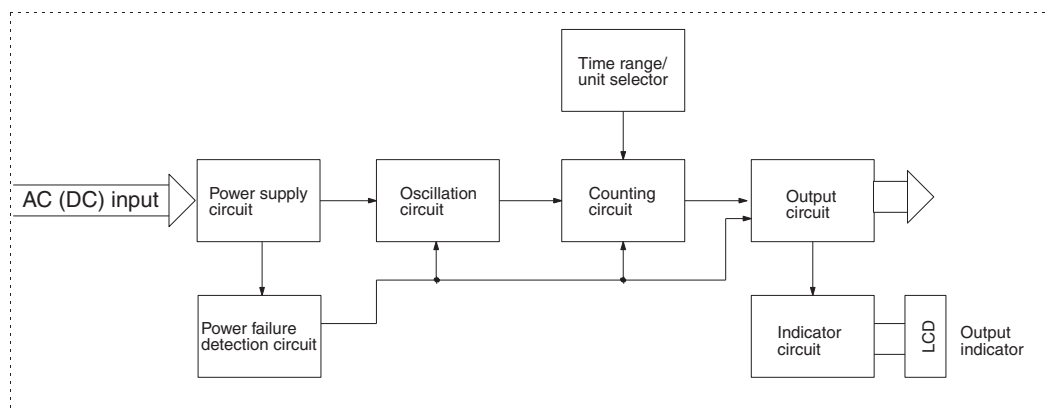 Time range/
unit selector
AC (DC) input
Power supply
circuit
Oscillation
circuit
Counting
circuit
Output
circuit
Power failure
detection circuit
Indicator
circuit
LCD
Output
indicator